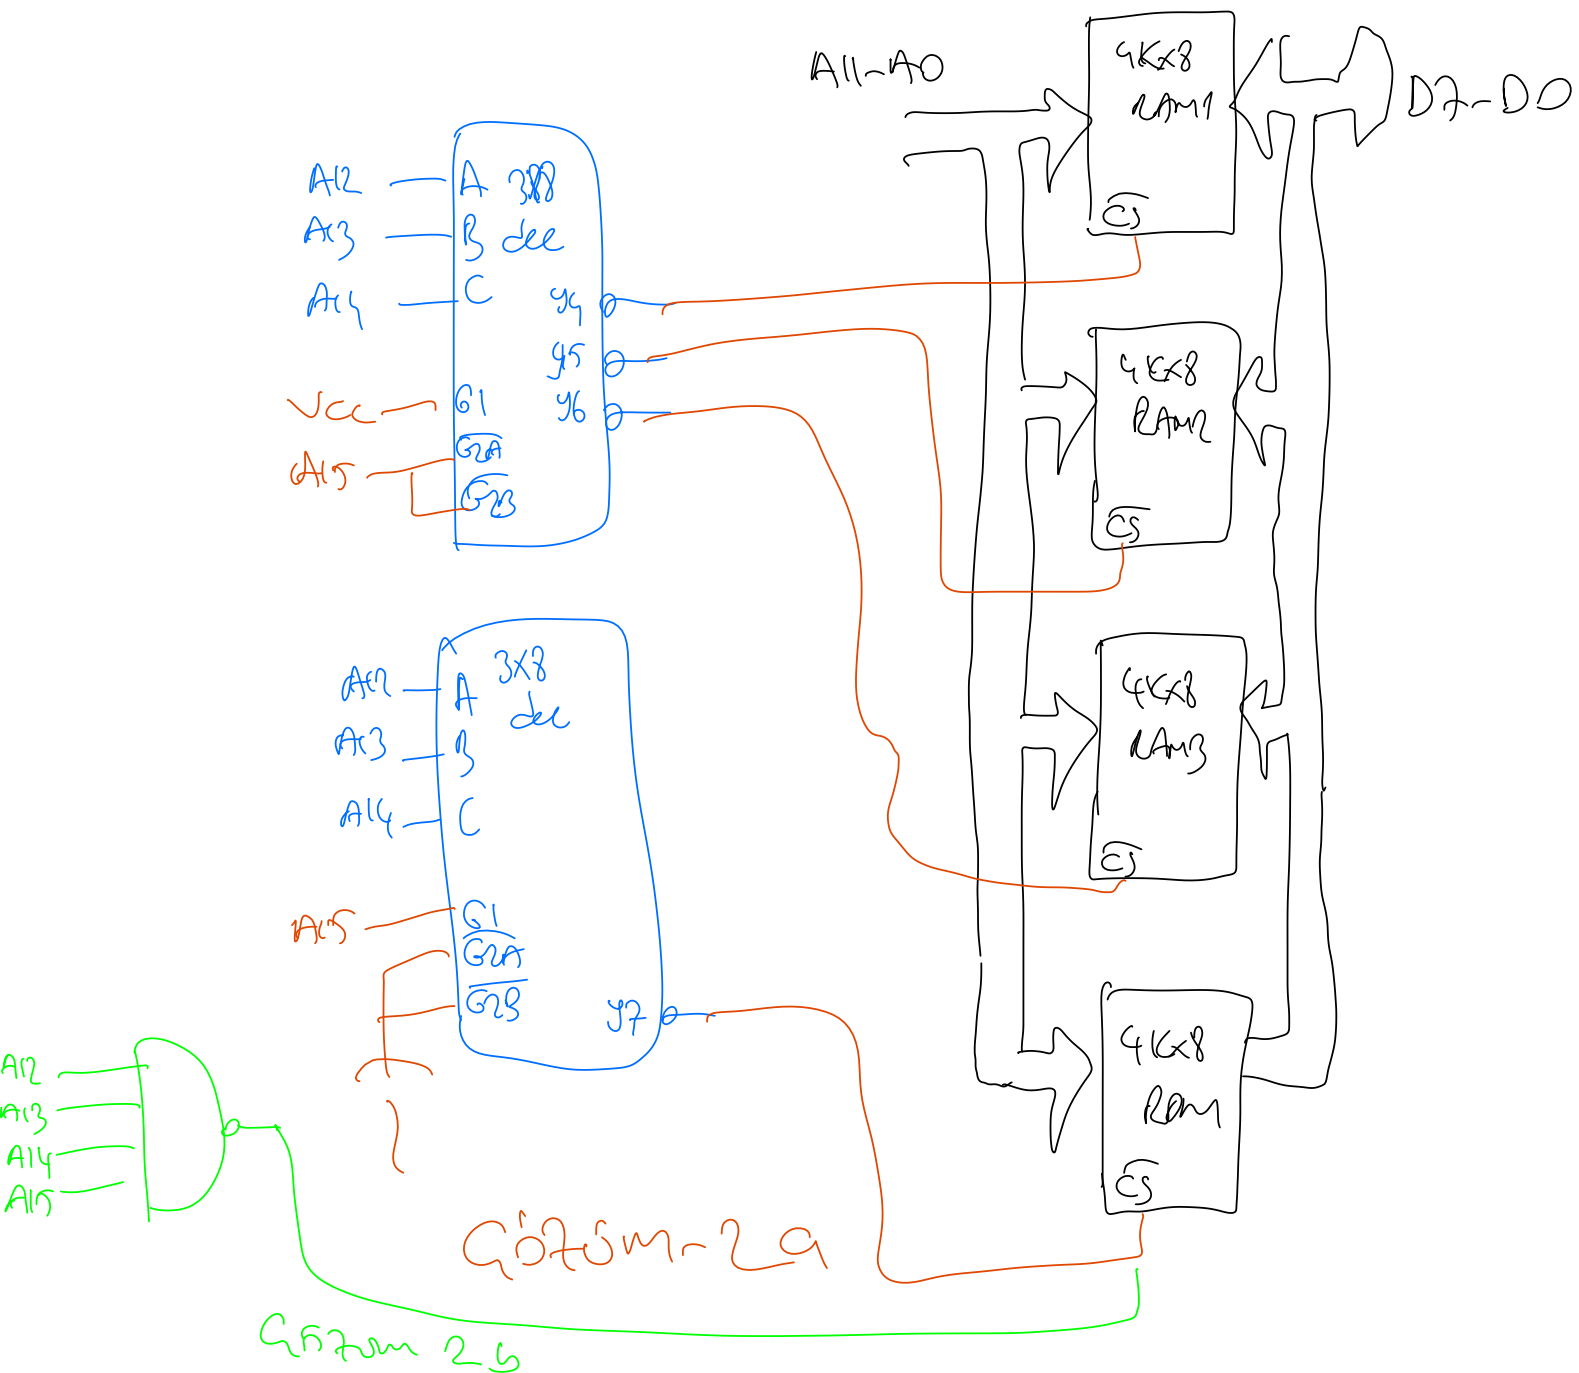 A11-A0
4Kx8
RAM1
CS
D7-D0
A12
A13
A14
VCC
A15
A
B
C
G1
G2A
G2B
3x8
dec
Y4
Y5
Y6
4Kx8
RAM2
CS
A12
A13
A14
A15
A
B
C
G1
G2A
G2B
3x8
dec
Y7
4Kx8
RAM3
CS
4Kx8
ROM
CS
A12
A13
A14
A15
Çözüm-2a
Çözüm 2b